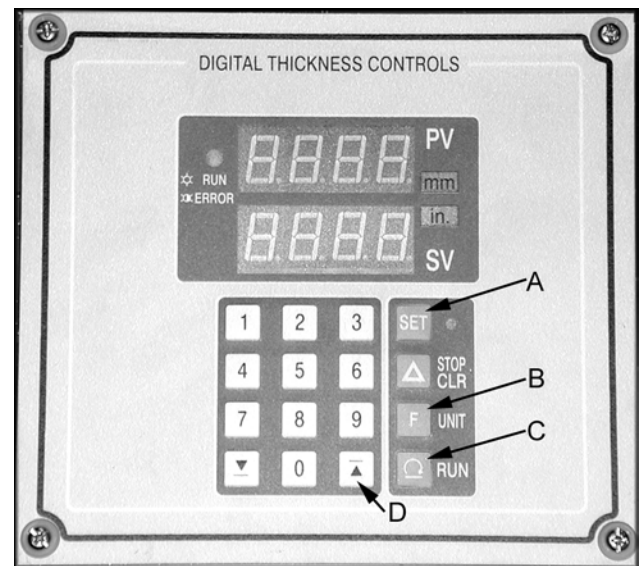 DIGITAL THICKNESS CONTROLS
PV
RUN
mm
ERROR
in.
SV
A
1 2 3 SET
4 5 6 STOP
CLR
B
7 8 9 F UNIT
C
0 RUN
D